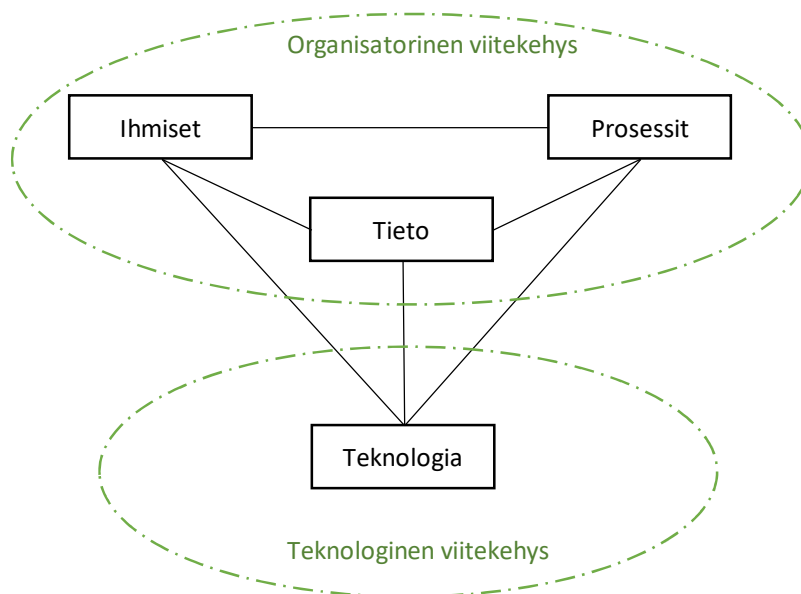 Organisatorinen viitekehys
Ihmiset
Prosessit
Tieto
Teknologia
Teknologinen viitekehys